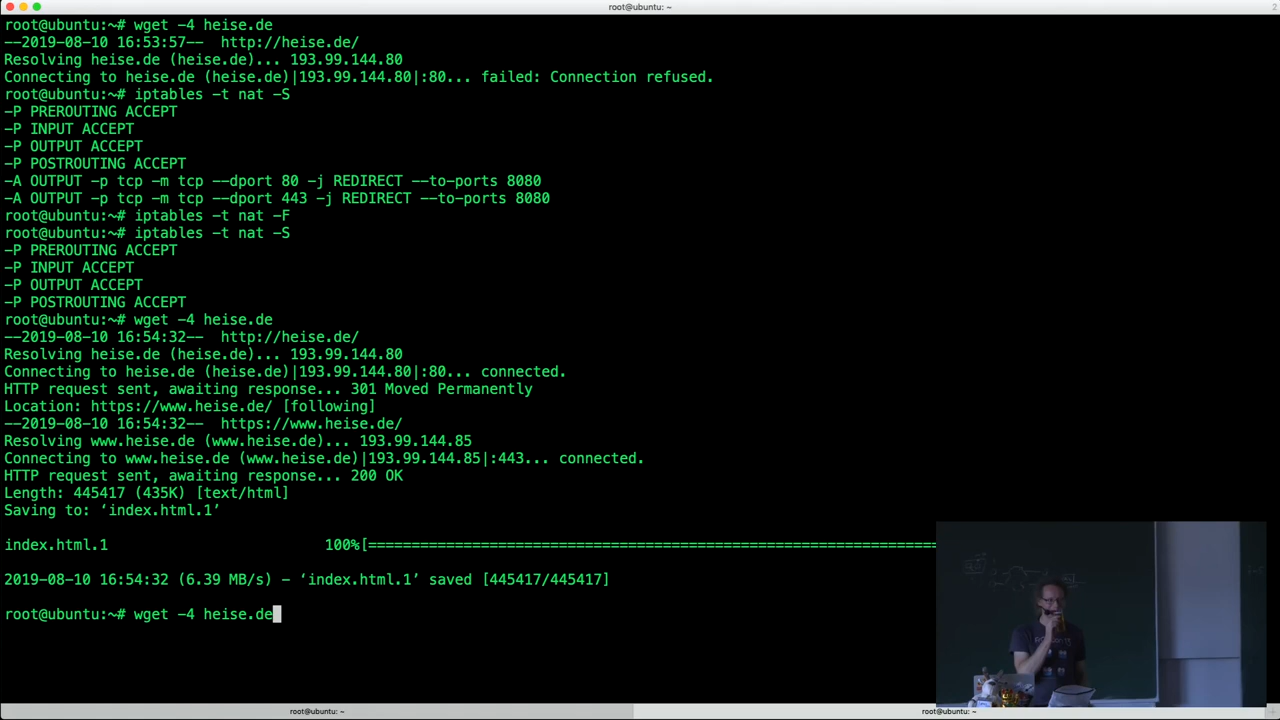 root@ubuntu: ~
2
root@ubuntu:~# wget -4 heise.de
--2019-08-10 16:53:57--  http://heise.de/
Resolving heise.de (heise.de)... 193.99.144.80
Connecting to heise.de (heise.de)|193.99.144.80|:80... failed: Connection refused.
root@ubuntu:~# iptables -t nat -S
-P PREROUTING ACCEPT
-P INPUT ACCEPT
-P OUTPUT ACCEPT
-P POSTROUTING ACCEPT
-A OUTPUT -p tcp -m tcp --dport 80 -j REDIRECT --to-ports 8080
-A OUTPUT -p tcp -m tcp --dport 443 -j REDIRECT --to-ports 8080
root@ubuntu:~# iptables -t nat -F
root@ubuntu:~# iptables -t nat -S
-P PREROUTING ACCEPT
-P INPUT ACCEPT
-P OUTPUT ACCEPT
-P POSTROUTING ACCEPT
root@ubuntu:~# wget -4 heise.de
--2019-08-10 16:54:32--  http://heise.de/
Resolving heise.de (heise.de)... 193.99.144.80
Connecting to heise.de (heise.de)|193.99.144.80|:80... connected.
HTTP request sent, awaiting response... 301 Moved Permanently
Location: https://www.heise.de/ [following]
--2019-08-10 16:54:32--  https://www.heise.de/
Resolving www.heise.de (www.heise.de)... 193.99.144.85
Connecting to www.heise.de (www.heise.de)|193.99.144.85|:443... connected.
HTTP request sent, awaiting response... 200 OK
Length: 445417 (435K) [text/html]
Saving to: ‘index.html.1’
index.html.1                         100%[==================================================================
2019-08-10 16:54:32 (6.39 MB/s) - ‘index.html.1’ saved [445417/445417]
root@ubuntu:~# wget -4 heise.de
root@ubuntu: ~
root@ubuntu: ~